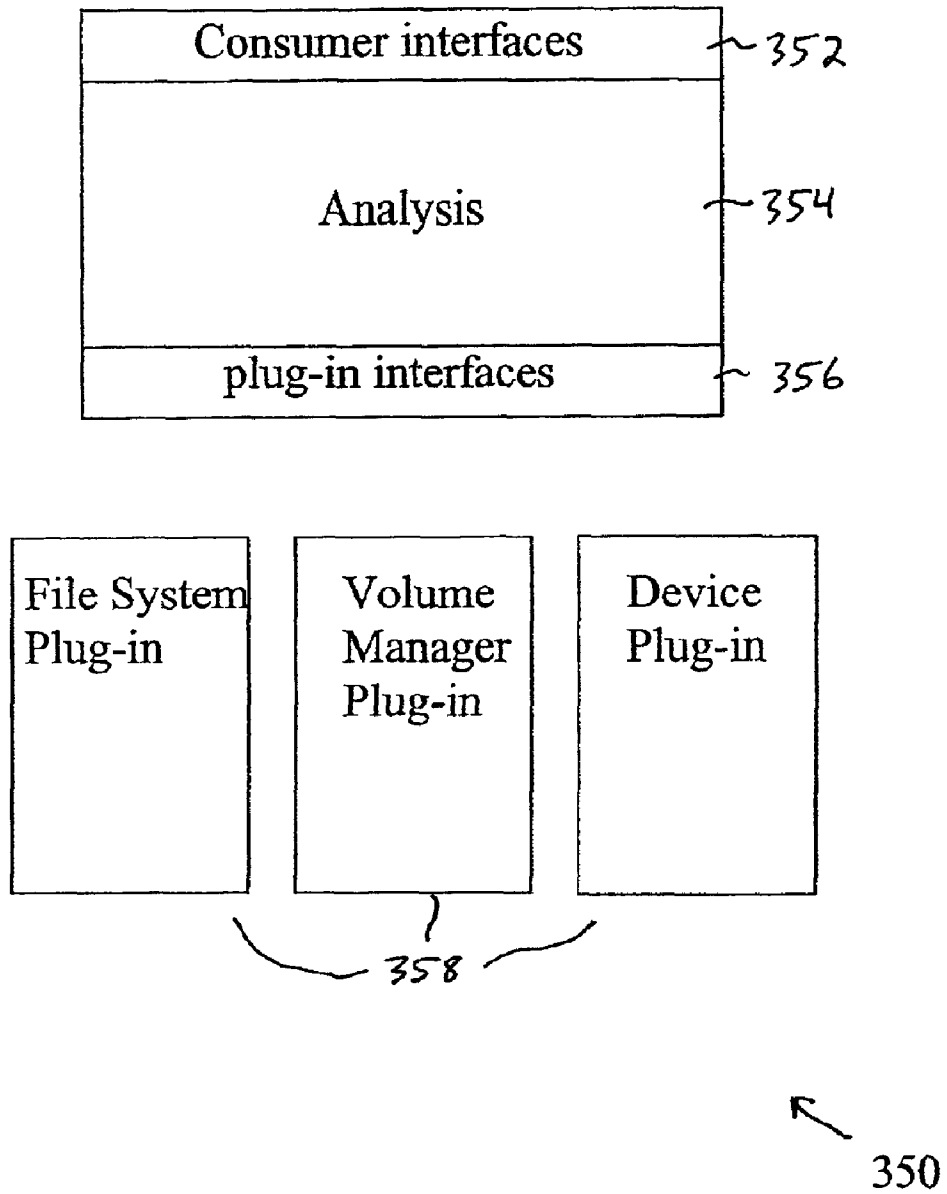 Consumer interfaces
352
Analysis
354
plug-in interfaces
356
File System
Plug-in
Volume
Manager
Plug-in
Device
Plug-in
358
350